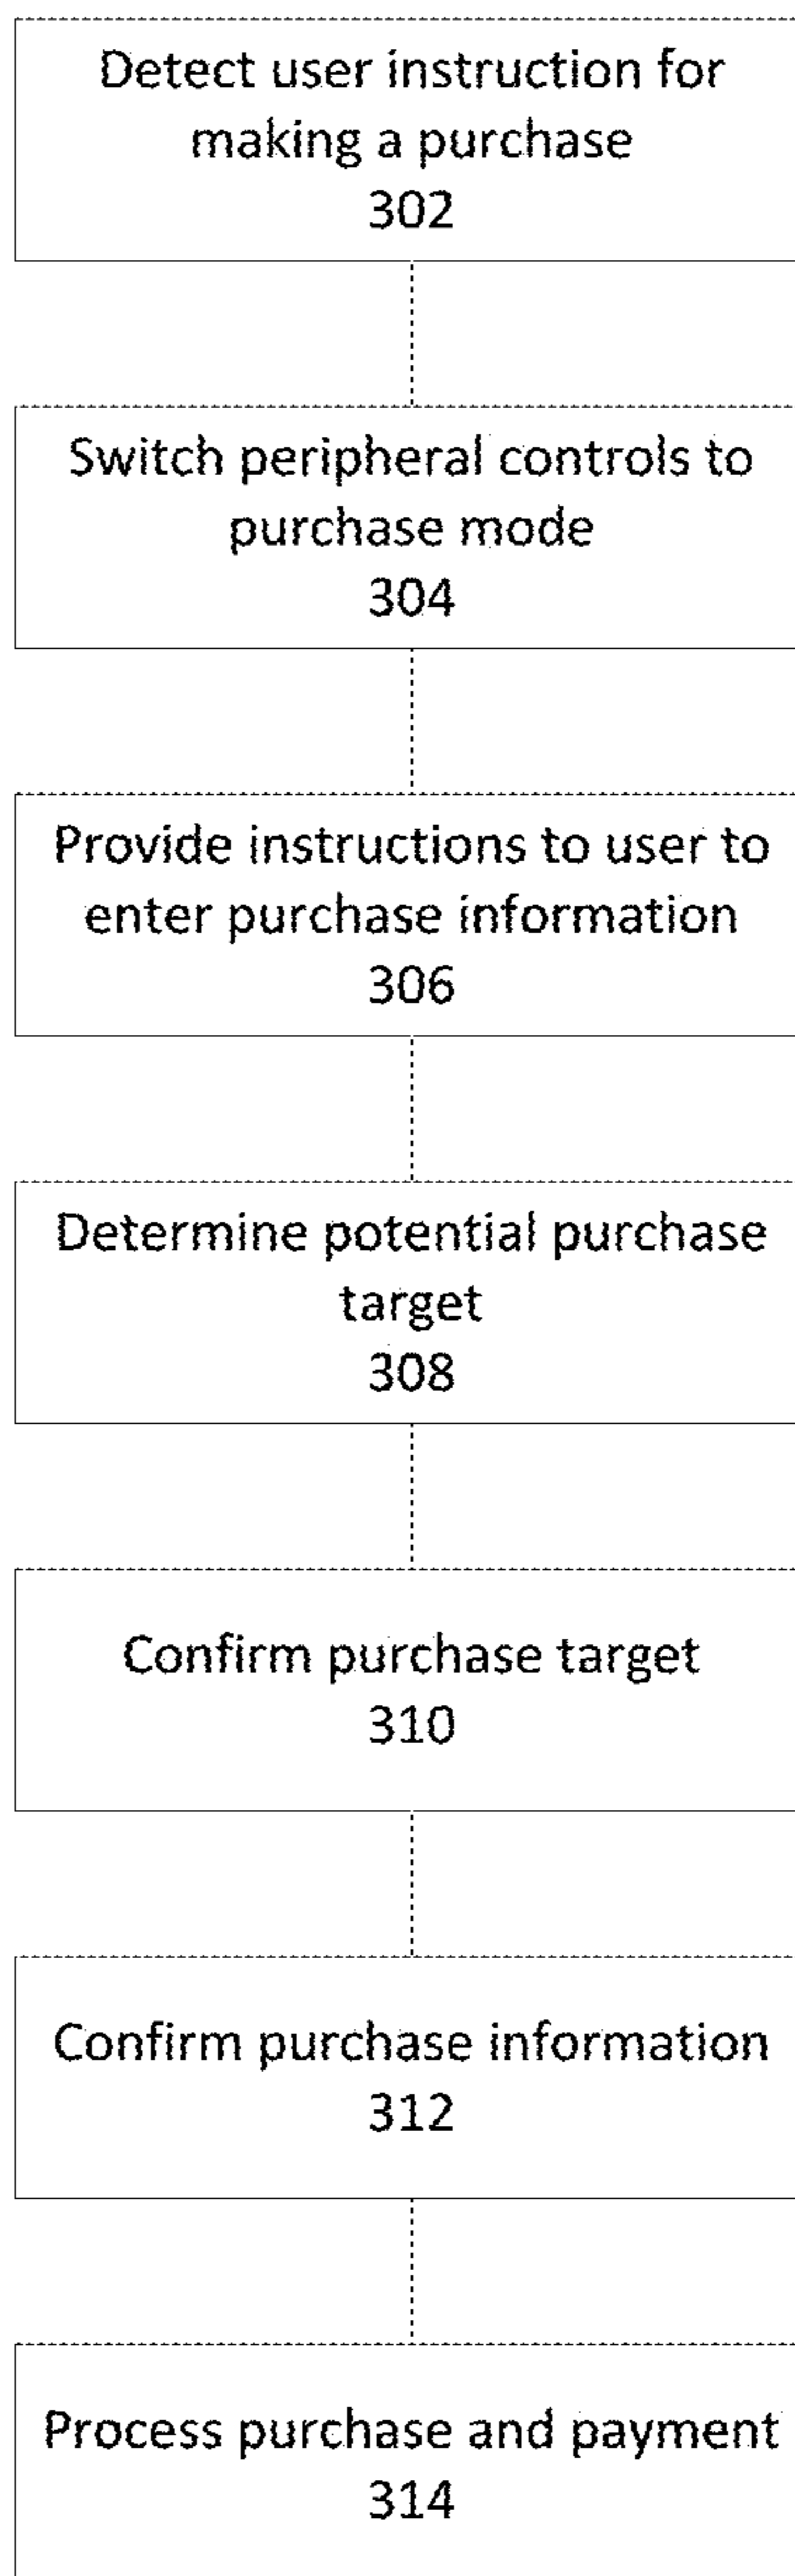 Detect user instruction for
making a purchase
302
Switch peripheral controls to
purchase mode
304
Provide instructions to user to
enter purchase information
306
Determine potential purchase
target
308
Confirm purchase target
310
Confirm purchase information
312
Process purchase and payment
314